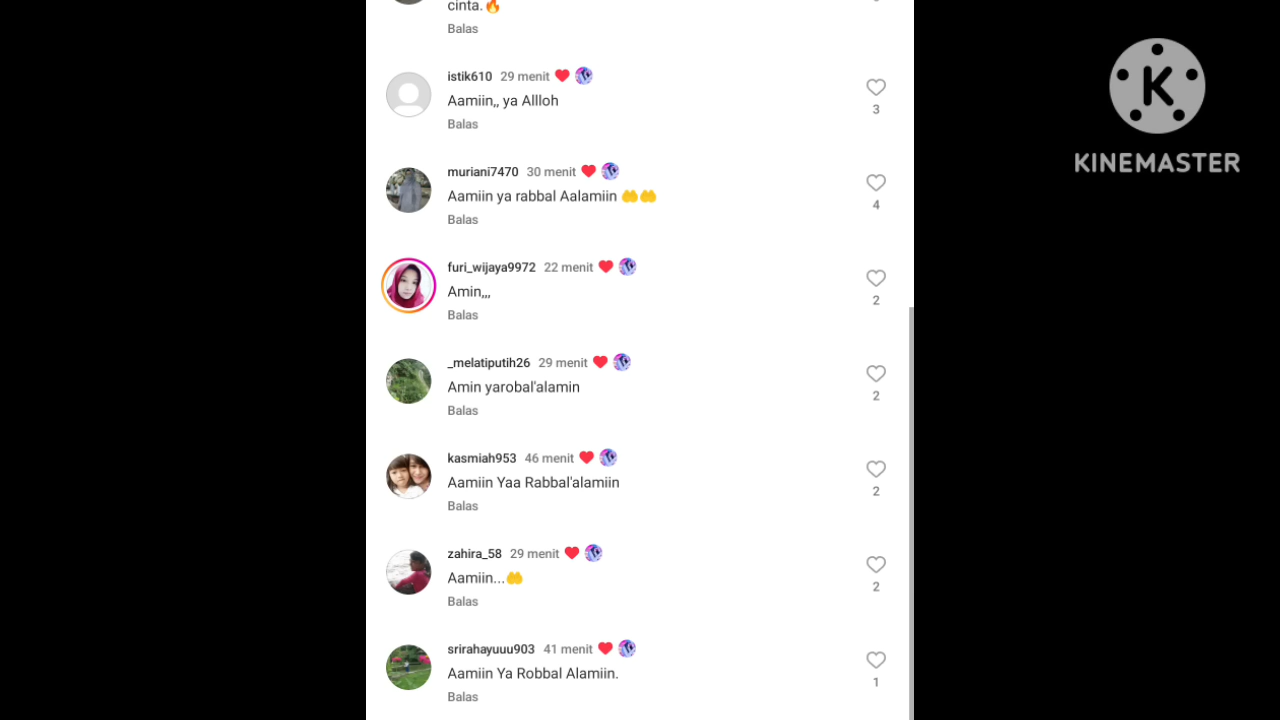 cinta.🔥
Balas
istik610 29 menit ❤️
Aamiin,, ya Allloh
3
Balas
muriani7470 30 menit ❤️
Aamiin ya rabbal Aalamiin 🤲🤲
4
Balas
furi_wijaya9972 22 menit ❤️
Amin,,,
2
Balas
_melatiputih26 29 menit ❤️
Amin yarobal'alamin
2
Balas
kasmiah953 46 menit ❤️
Aamiin Yaa Rabbal'alamiin
2
Balas
zahira_58 29 menit ❤️
Aamiin...🤲
2
Balas
srirahayuuu903 41 menit ❤️
Aamiin Ya Robbal Alamiin.
1
Balas
K
KINEMASTER